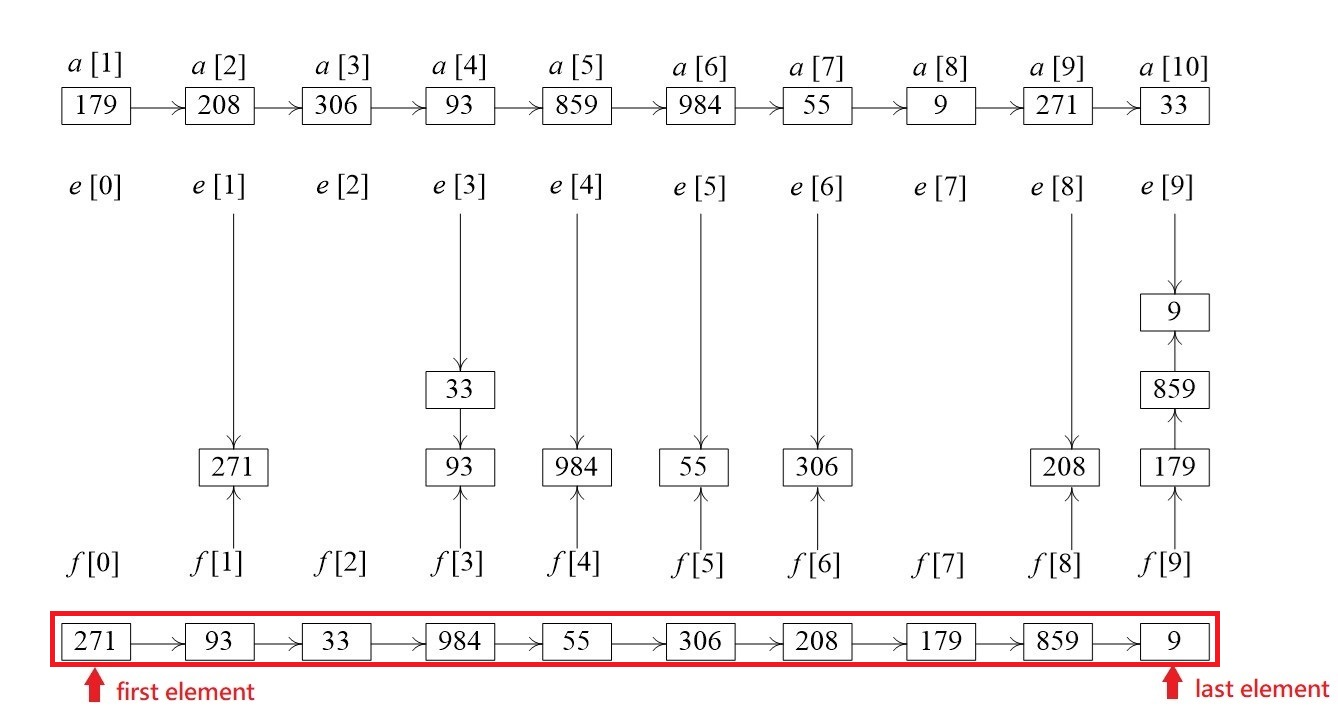 a [1] a [2] a [3] a [4] a [5] a [6] a [7] a [8] a [9] a [10]
179 208 306 93 859 984 55 9 271 33
e [0] e [1] e [2] e [3] e [4] e [5] e [6] e [7] e [8] e [9]
9
33 859
271 93 984 55 306 208 179
f [0] f [1] f [2] f [3] f [4] f [5] f [6] f [7] f [8] f [9]
271 93 33 984 55 306 208 179 859 9
first element last element